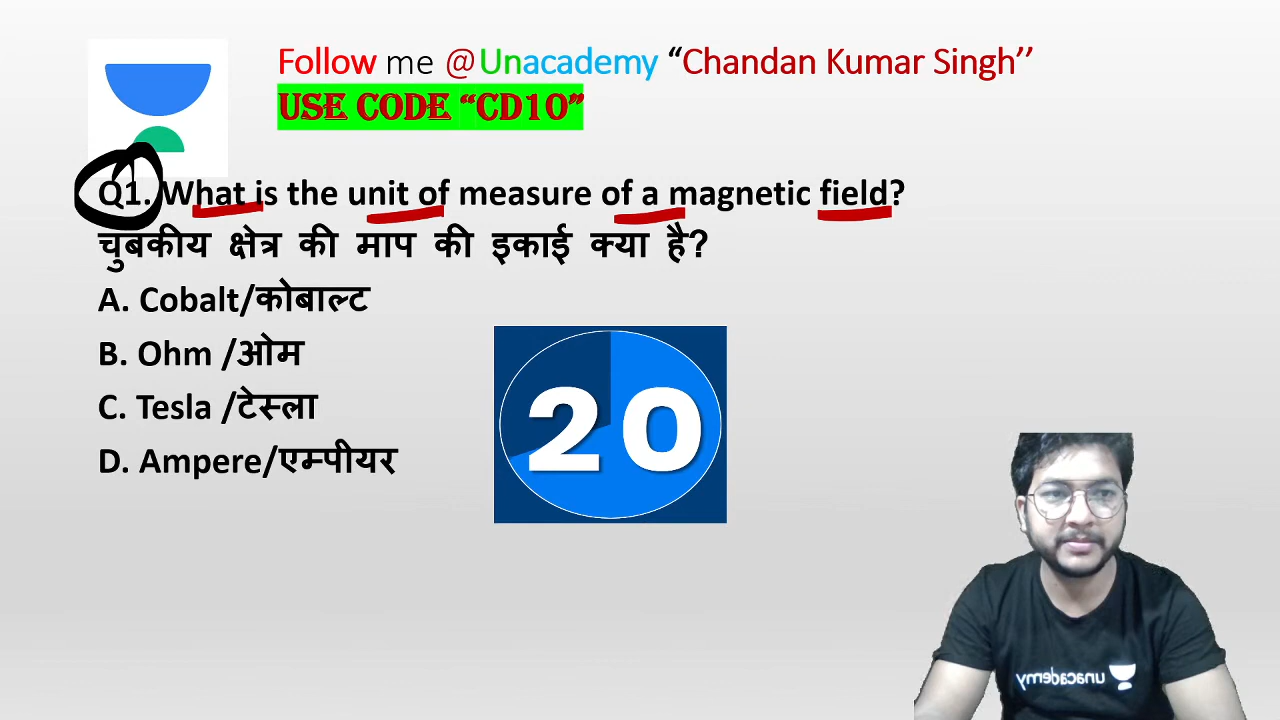 Follow me @Unacademy “Chandan Kumar Singh’’
USE CODE “CD10”
Q1. What is the unit of measure of a magnetic field?
चुबकीय क्षेत्र की माप की इकाई क्या है?
A. Cobalt/कोबाल्ट
B. Ohm /ओम
C. Tesla /टेस्ला
D. Ampere/एम्पीयर
20
unacademy